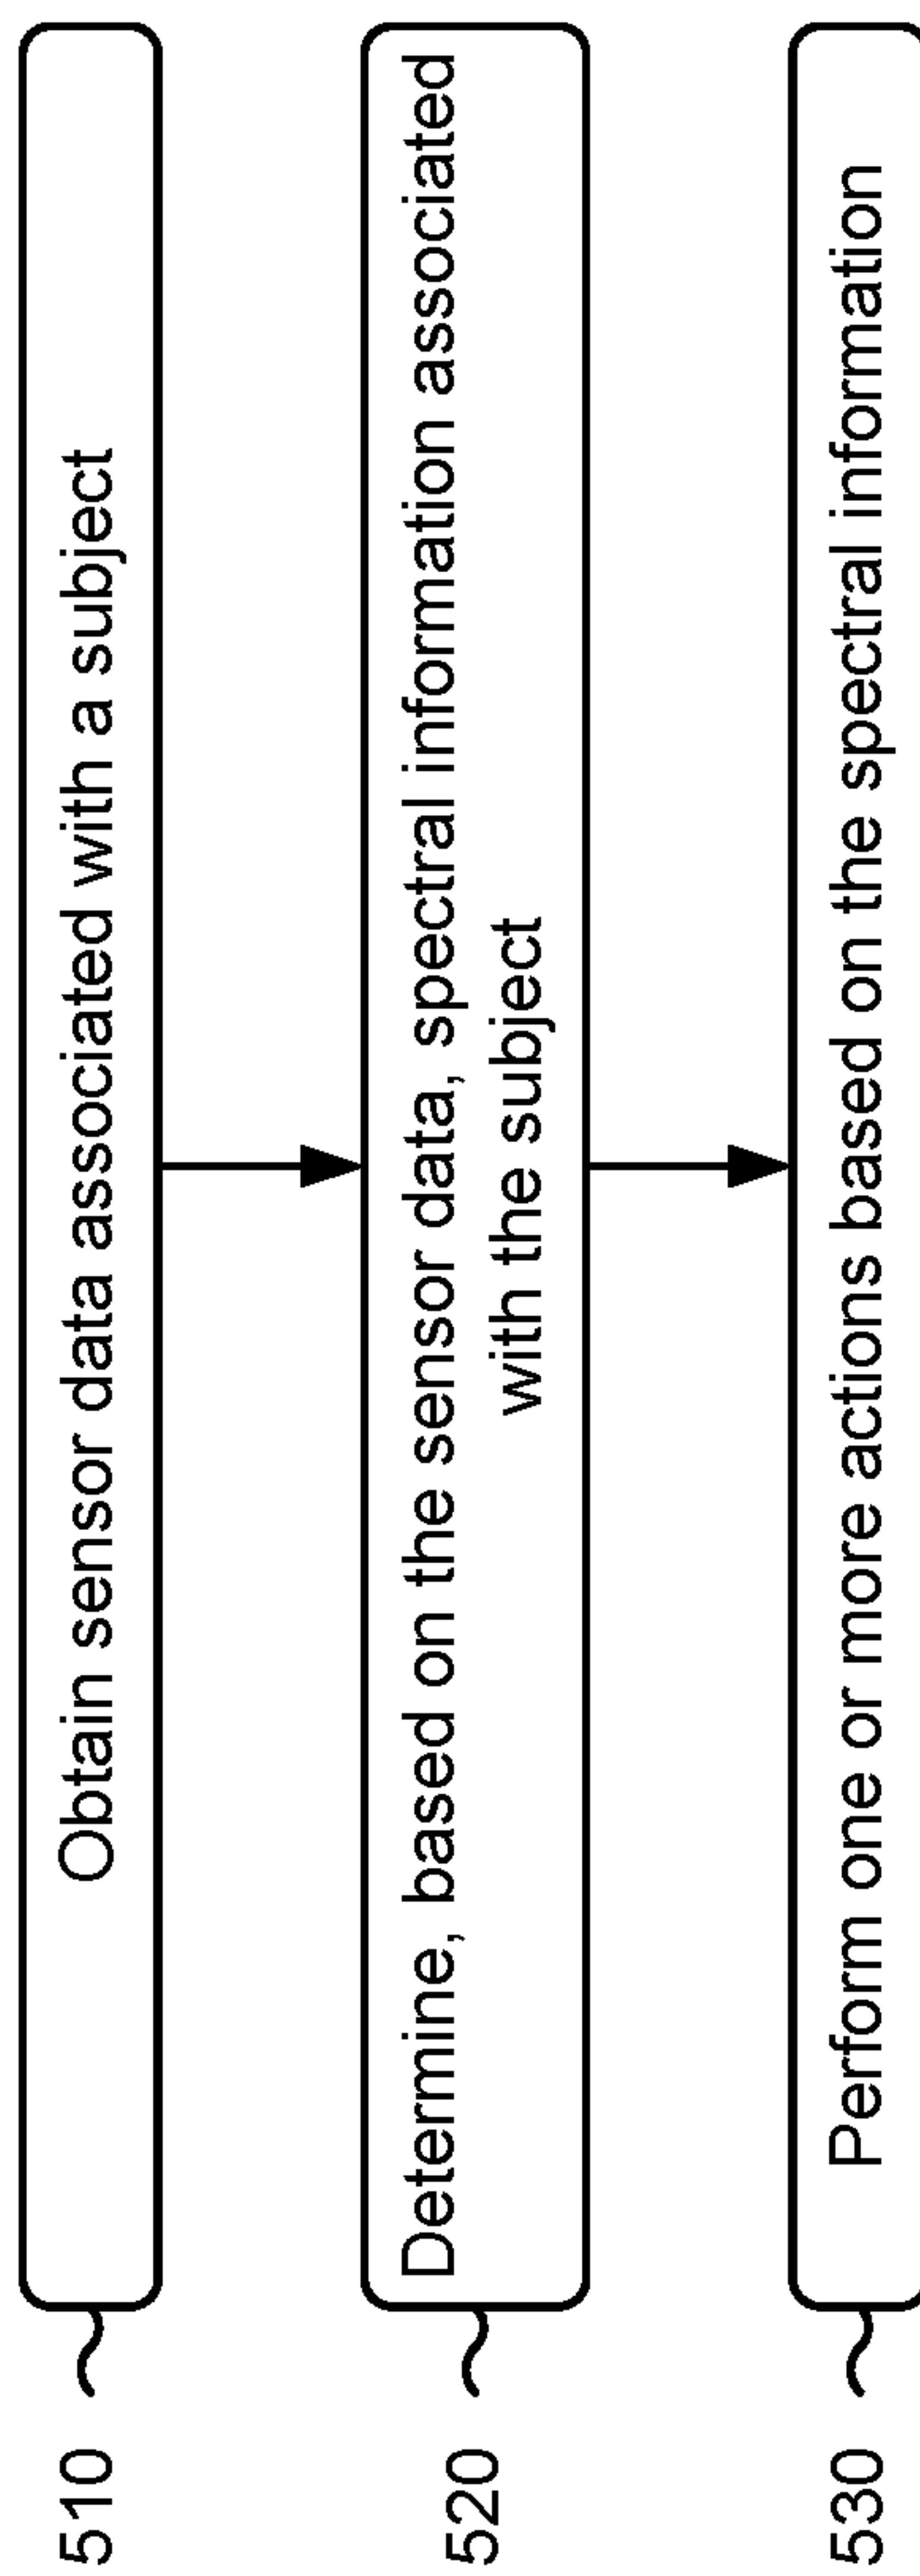 510
Obtain sensor data associated with a subject
520
Determine, based on the sensor data, spectral information associated
with the subject
530
Perform one or more actions based on the spectral information